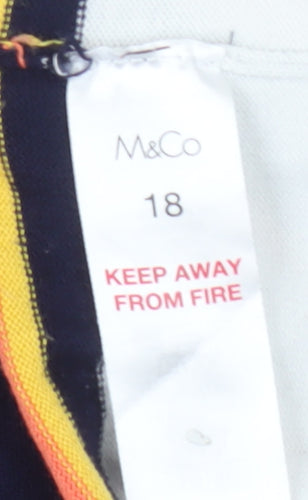 M&Co
18
KEEP AWAY
FROM FIRE